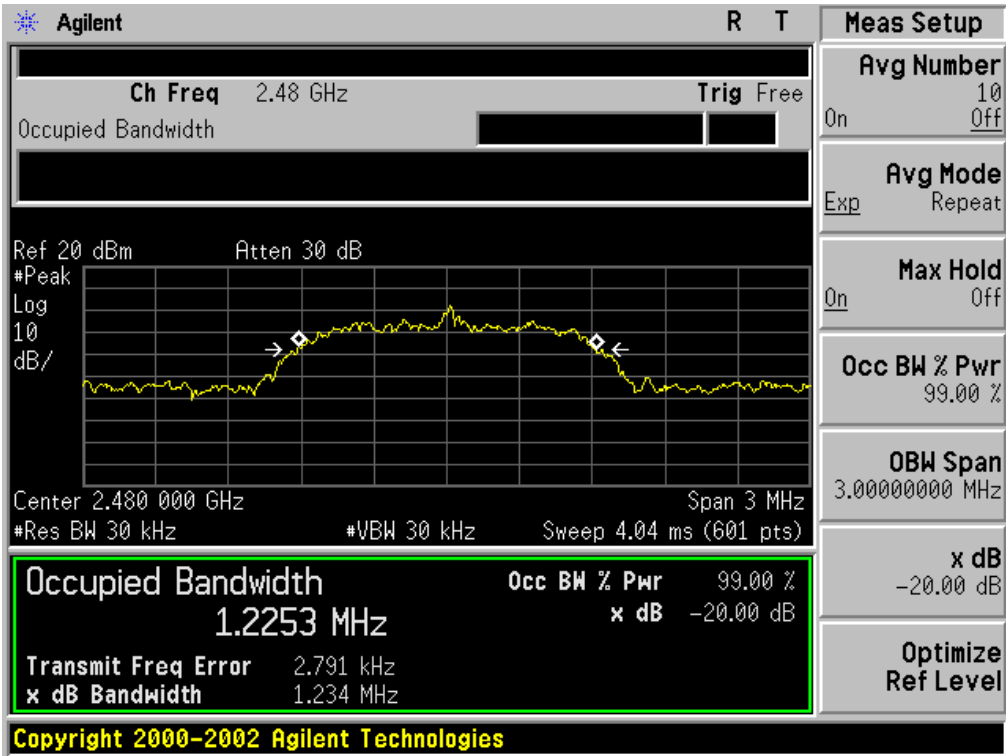 Agilent
R T
Ch Freq 2.48 GHz
Trig Free
Occupied Bandwidth
Ref 20 dBm
Atten 30 dB
#Peak
Log
10
dB/
Center 2.480 000 GHz
Span 3 MHz
#Res BW 30 kHz
#VBW 30 kHz
Sweep 4.04 ms (601 pts)
Occupied Bandwidth
1.2253 MHz
Occ BW % Pwr 99.00 %
x dB -20.00 dB
Transmit Freq Error 2.791 kHz
x dB Bandwidth 1.234 MHz
Copyright 2000-2002 Agilent Technologies
Meas Setup
Avg Number
10
On Off
Avg Mode
Exp Repeat
Max Hold
On Off
Occ BW % Pwr
99.00 %
OBW Span
3.00000000 MHz
x dB
-20.00 dB
Optimize
Ref Level